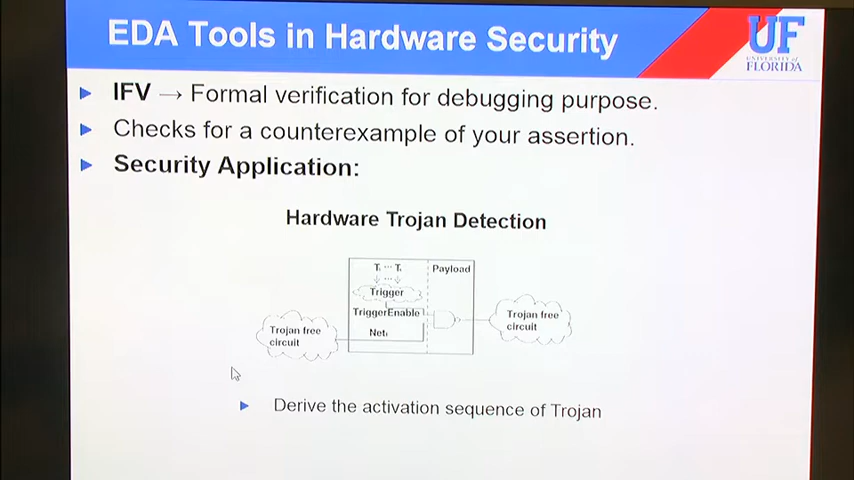 EDA Tools in Hardware Security
UF
UNIVERSITY of
FLORIDA
IFV → Formal verification for debugging purpose.
Checks for a counterexample of your assertion.
Security Application:
Hardware Trojan Detection
Payload
Trigger
TriggerEnable
Trojan free
circuit
Trojan free
circuit
Derive the activation sequence of Trojan